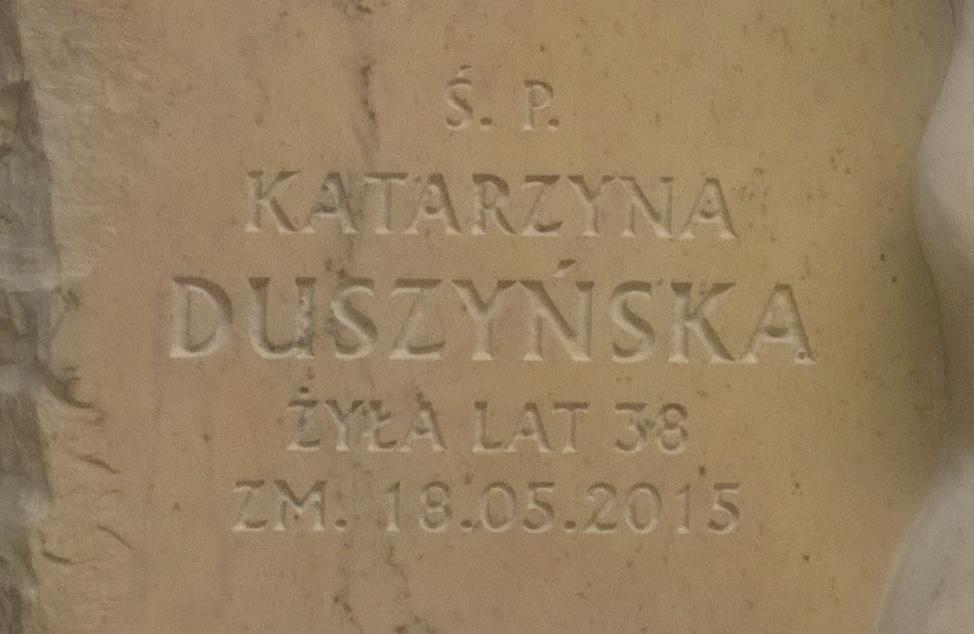 Ś. P.
KATARZYNA
DUSZYŃSKA
ŻYŁA LAT 38
ZM. 18.05.2015